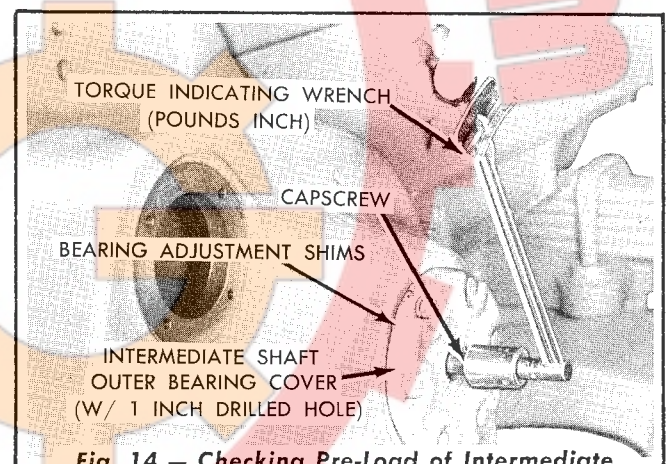 TORQUE INDICATING WRENCH
(POUNDS INCH)
CAPSCREW
BEARING ADJUSTMENT SHIMS
INTERMEDIATE SHAFT
OUTER BEARING COVER
(W/ 1 INCH DRILLED HOLE)
Fig. 14 — Checking Pre-Load of Intermediate